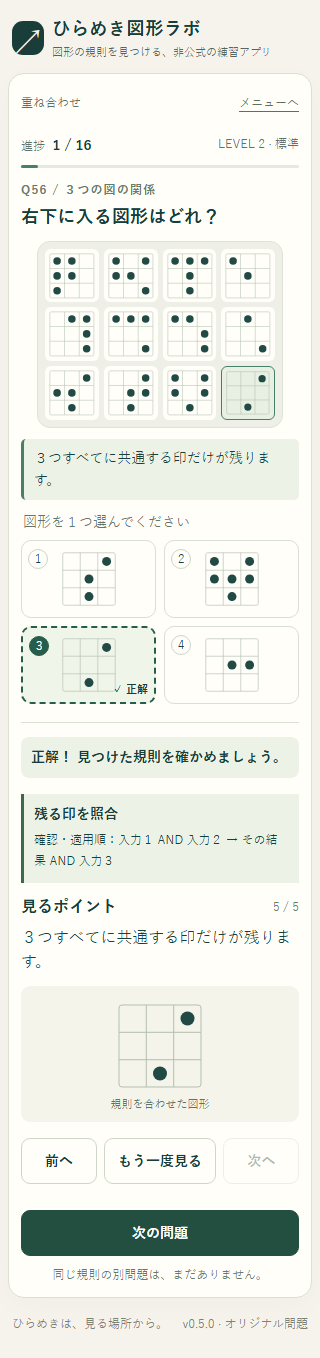 ひらめき図形ラボ
図形の規則を見つける、非公式の練習アプリ
重ね合わせ
メニューへ
進捗 1 / 16
LEVEL 2 · 標準
Q56 / 3つの図の関係
右下に入る図形はどれ？
3つすべてに共通する印だけが残りま
す。
図形を1つ選んでください
1
2
3
✓ 正解
4
正解！ 見つけた規則を確かめましょう。
残る印を照合
確認・適用順：入力1 AND 入力2 → その結
果 AND 入力3
見るポイント
5 / 5
3つすべてに共通する印だけが残りま
す。
規則を合わせた図形
前へ
もう一度見る
次へ
次の問題
同じ規則の別問題は、まだありません。
ひらめきは、見る場所から。
v0.5.0 · オリジナル問題